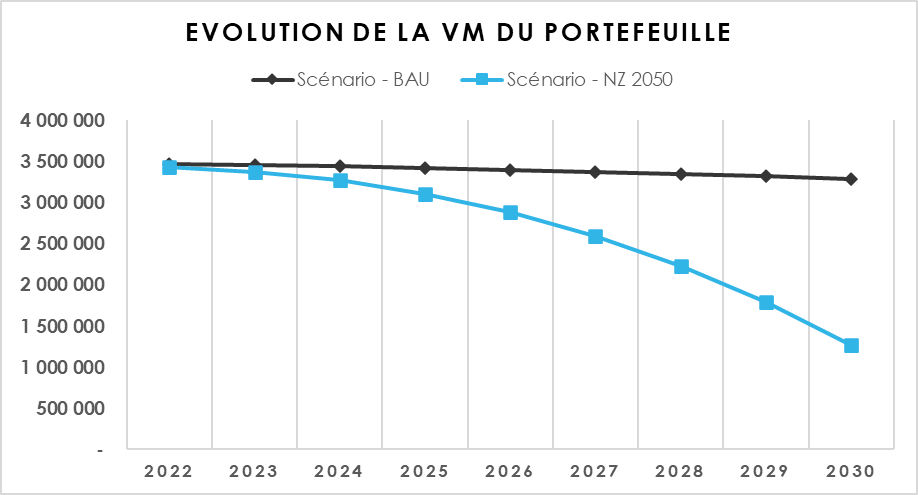 EVOLUTION DE LA VM DU PORTEFEUILLE
Scénario - BAU Scénario - NZ 2050
4 000 000
3 500 000
3 000 000
2 500 000
2 000 000
1 500 000
1 000 000
500 000
-
2022 2023 2024 2025 2026 2027 2028 2029 2030